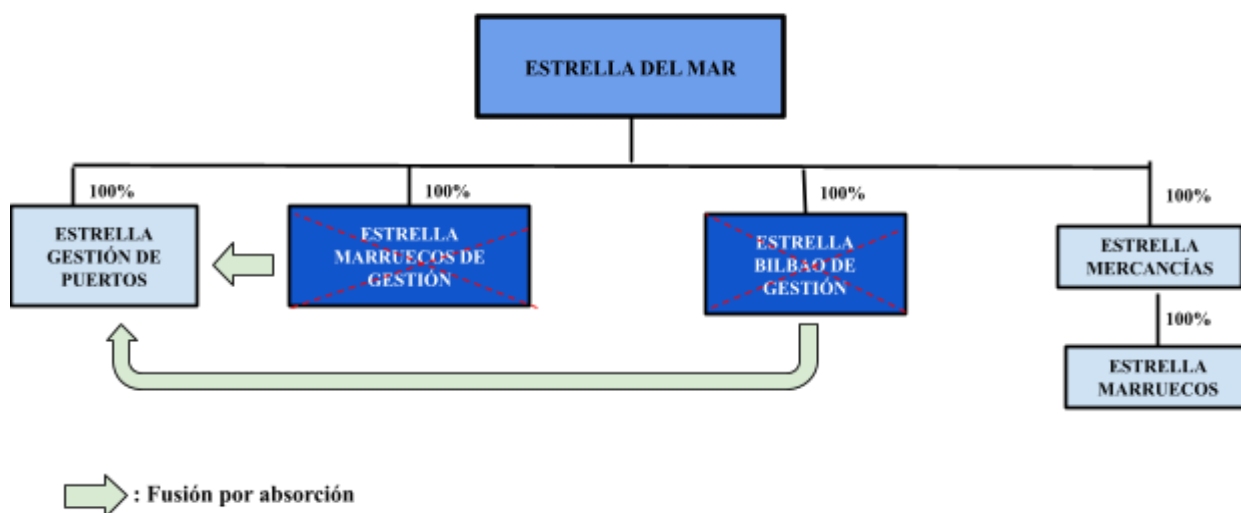 ESTRELLA DEL MAR
100%
100%
100%
100%
ESTRELLA
GESTIÓN DE
PUERTOS
ESTRELLA
MARRUECOS DE
GESTIÓN
ESTRELLA
BILBAO DE
GESTIÓN
ESTRELLA
MERCANCÍAS
100%
ESTRELLA
MARRUECOS
: Fusión por absorción